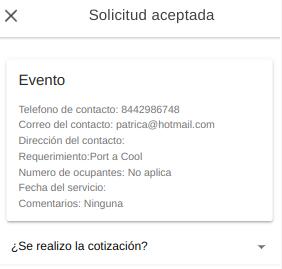 Solicitud aceptada
Evento
Telefono de contacto: 8442986748
Correo del contacto: patrica@hotmail.com
Dirección del contacto:
Requerimiento:Port a Cool
Numero de ocupantes: No aplica
Fecha del servicio:
Comentarios: Ninguna
¿Se realizo la cotización?